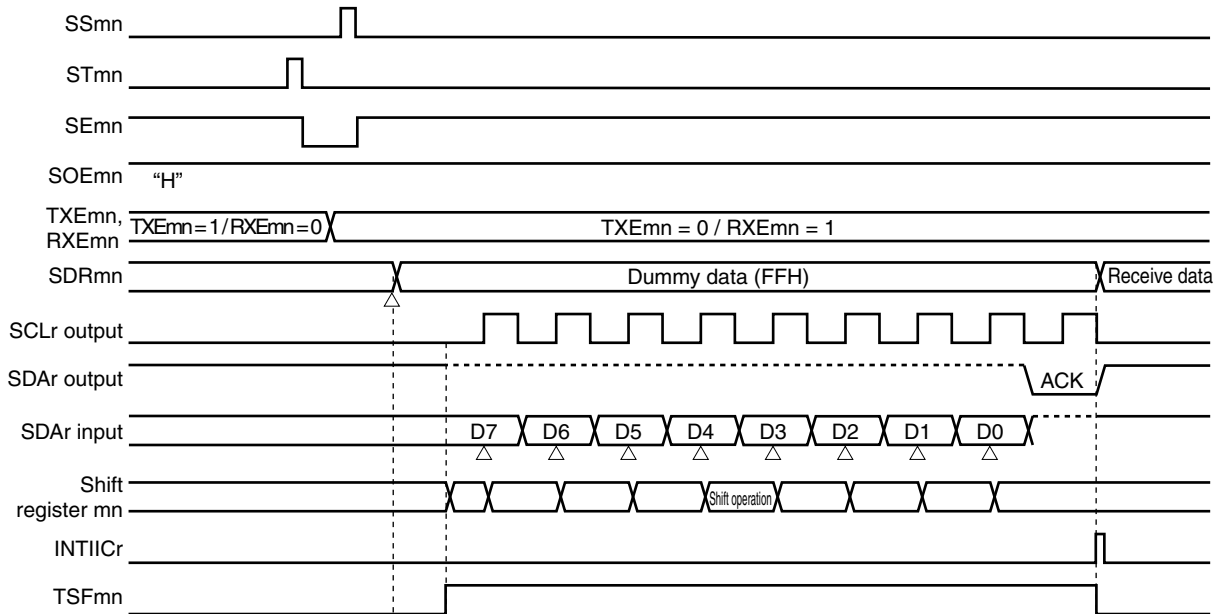 SSmn
STmn
SEmn
SOEmn “H”
TXEmn,
RXEmn
TXEmn = 1 / RXEmn = 0 TXEmn = 0 / RXEmn = 1
SDRmn Dummy data (FFH) Receive data
SCLr output
SDAr output ACK
SDAr input D7 D6 D5 D4 D3 D2 D1 D0
Shift
register mn
Shift operation
INTIICr
TSFmn